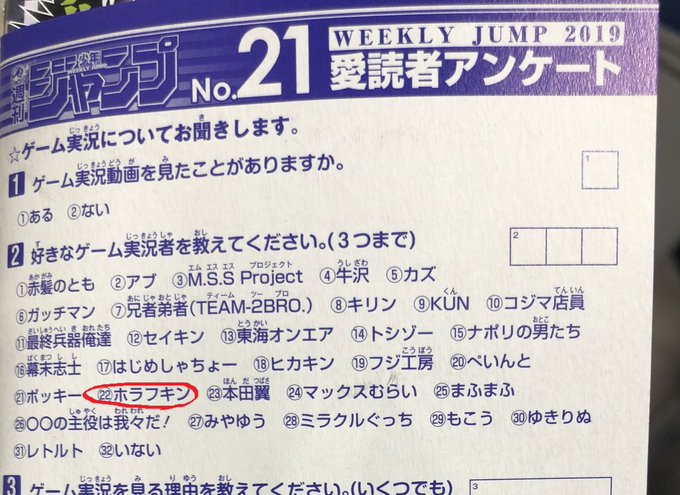 週刊少年ジャンプ WEEKLY JUMP No.21 WEEKLY JUMP 2019
愛読者アンケート
☆ゲーム実況についてお聞きします。
1 ゲーム実況動画を見たことがありますか。 1
①ある ②ない
2 好きなゲーム実況者を教えてください。(3つまで) 2
①赤髪のとも ②アブ ③M.S.S Project ④牛沢 ⑤カズ
⑥ガッチマン ⑦兄者弟者(TEAM-2BRO.) ⑧キリン ⑨KUN ⑩コジマ店員
⑪最終兵器俺達 ⑫セイキン ⑬東海オンエア ⑭トシゾー ⑮ナポリの男たち
⑯幕末志士 ⑰はじめしゃちょー ⑱ヒカキン ⑲フジ工房 ⑳ぺいんと
㉑ポッキー ㉒ホラフキン ㉓本田翼 ㉔マックスむらい ㉕まふまふ
㉖〇〇の主役は我々だ! ㉗みやゆう ㉘ミラクルぐっち ㉙もこう ㉚ゆきりぬ
㉛レトルト ㉜いない
3 ゲーム実況を見る理由を教えてください。(いくつでも) 3